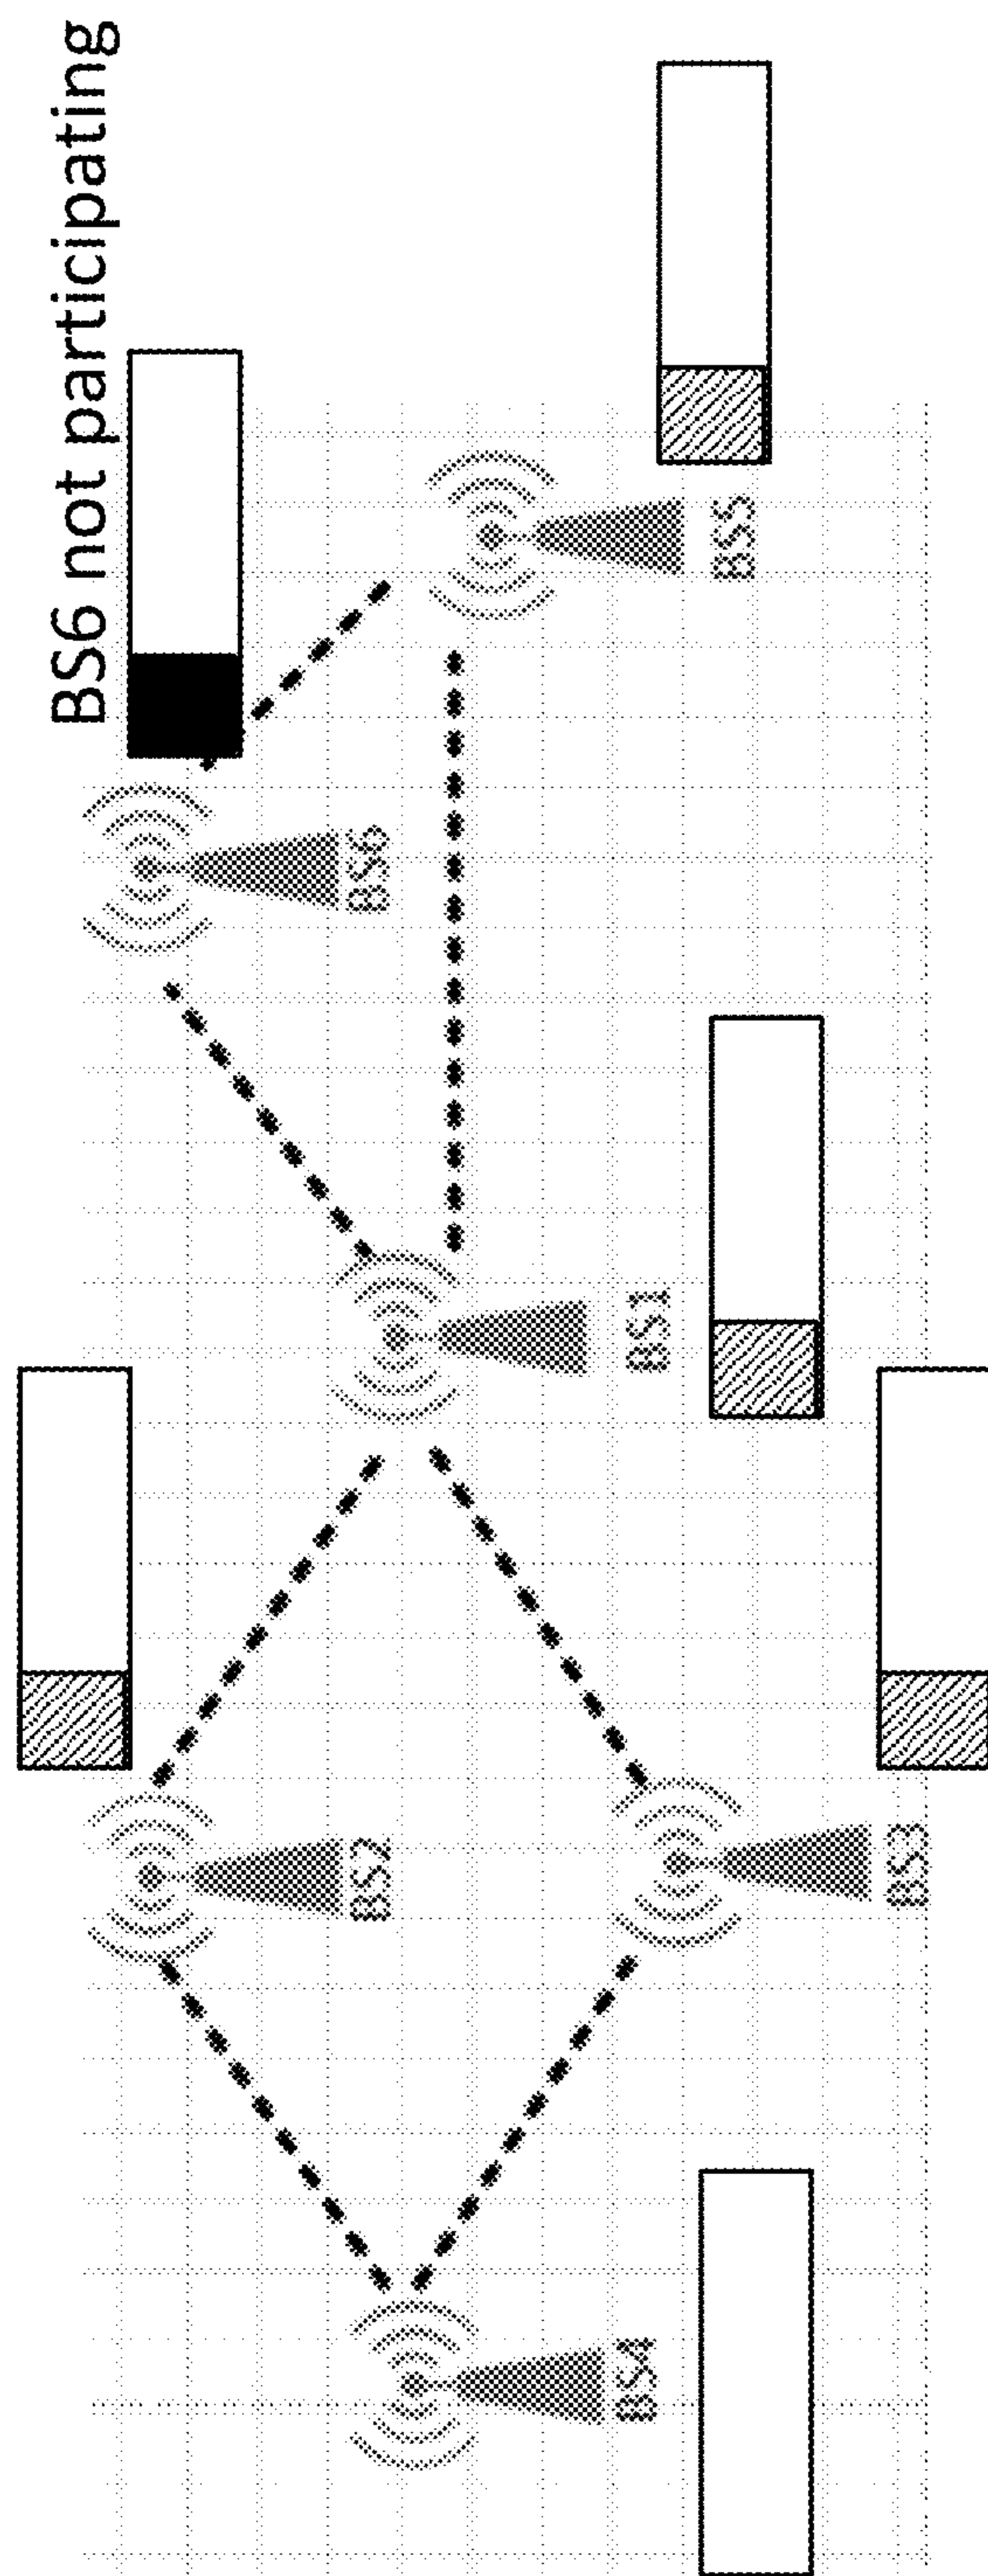 BS6 not participating
BS2
BS6
BS4
BS1
BS5
BS3